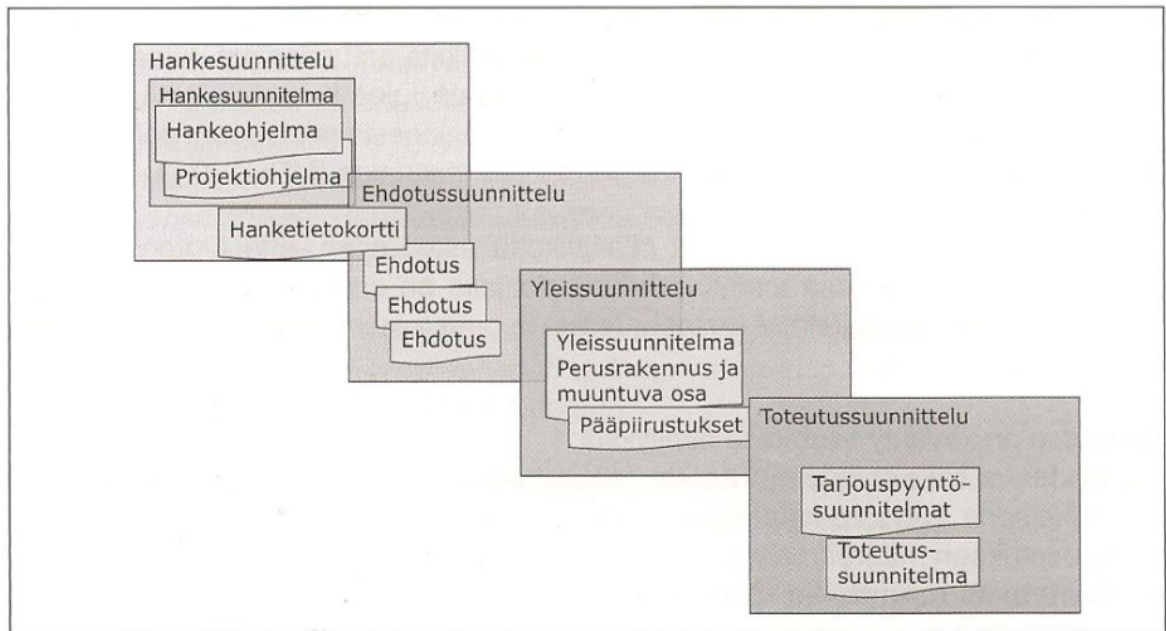 Hankesuunnittelu
Hankesuunnitelma
Hankeohjelma
Projektiohjelma
Hanketietokortti
Ehdotussuunnittelu
Ehdotus
Ehdotus
Ehdotus
Yleissuunnittelu
Yleissuunnitelma
Perusrakennus ja
muuntuva osa
Pääpiirustukset
Toteutussuunnittelu
Tarjouspyyntö-
suunnitelmat
Toteutus-
suunnitelma